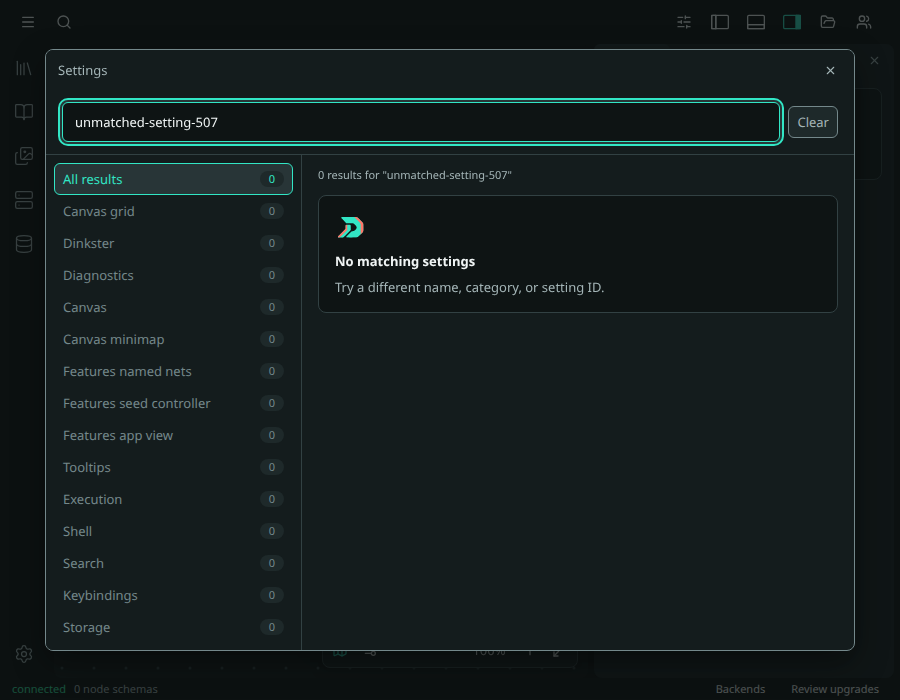 Settings
unmatched-setting-507
Clear
All results 0
Canvas grid 0
Dinkster 0
Diagnostics 0
Canvas 0
Canvas minimap 0
Features named nets 0
Features seed controller 0
Features app view 0
Tooltips 0
Execution 0
Shell 0
Search 0
Keybindings 0
Storage 0
0 results for "unmatched-setting-507"
No matching settings
Try a different name, category, or setting ID.
100%
connected 0 node schemas
Backends Review upgrades